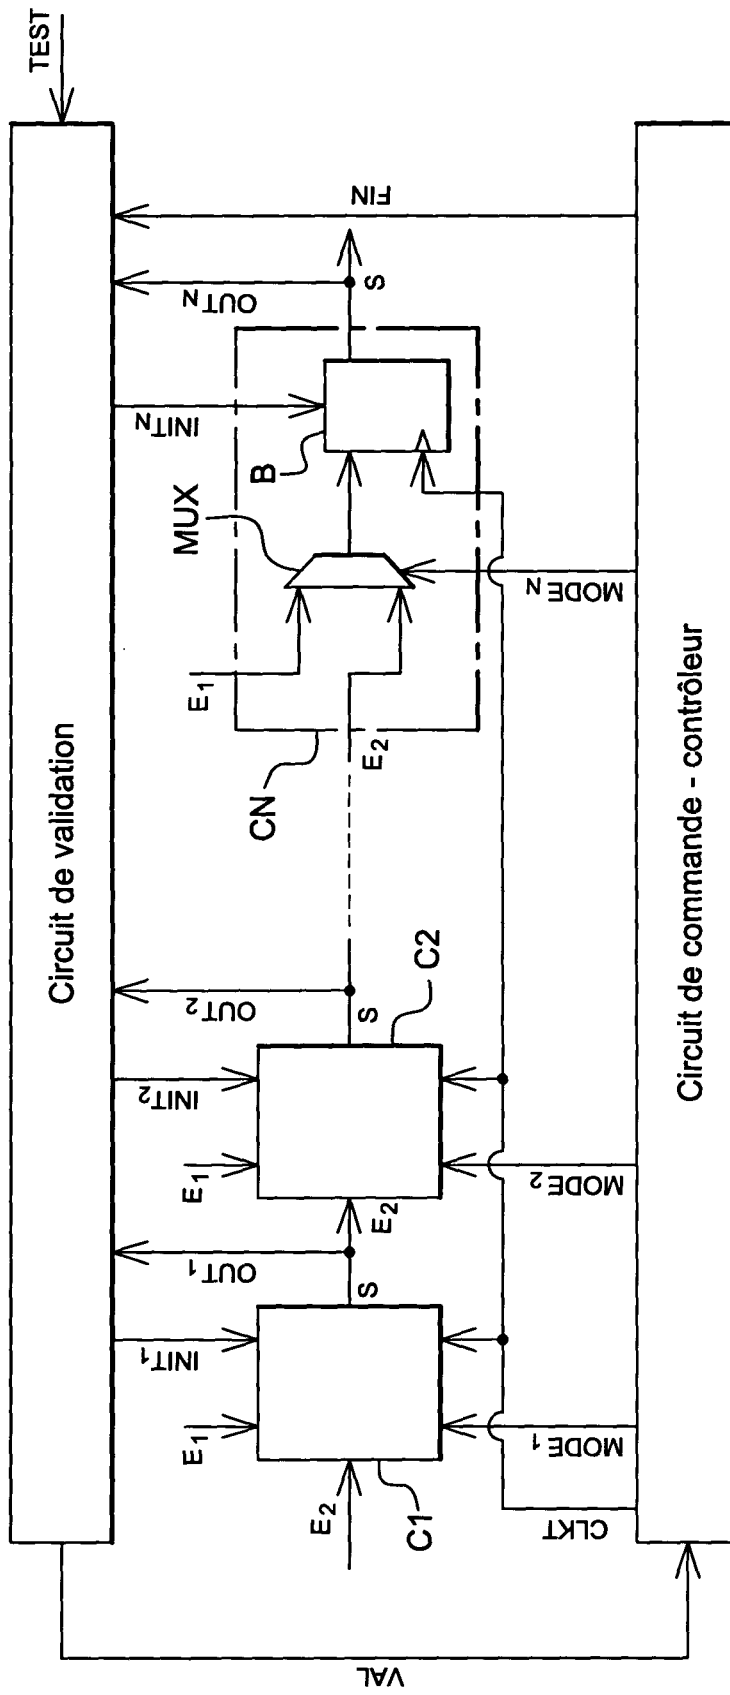 TEST
Circuit de validation
VAL
INIT1
OUT1
INIT2
OUT2
INITN
OUTN
FIN
E1
E2
S
C1
E1
E2
S
C2
E1
E2
CN
MUX
B
S
CLKT
MODE1
MODE2
MODEN
Circuit de commande - contrôleur